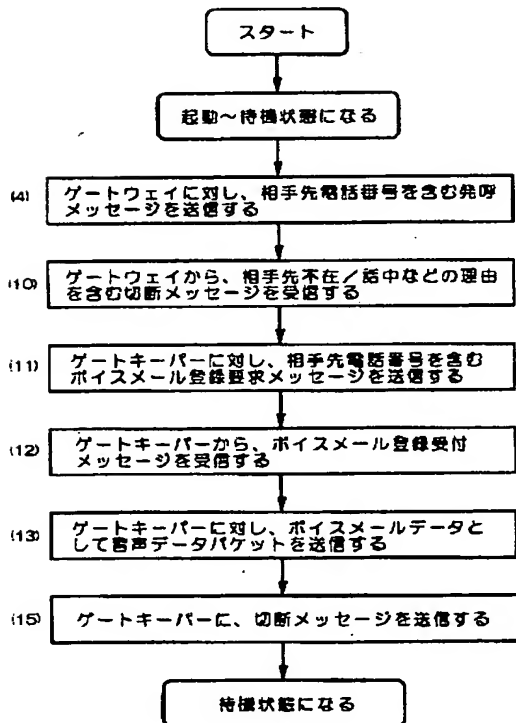 スタート
起動～待機状態になる
(4) ゲートウェイに対し、相手先電話番号を含む発呼
メッセージを送信する
(10) ゲートウェイから、相手先不在／話中などの理由
を含む切断メッセージを受信する
(11) ゲートキーパーに対し、相手先電話番号を含む
ボイスメール登録要求メッセージを送信する
(12) ゲートキーパーから、ボイスメール登録受付
メッセージを受信する
(13) ゲートキーパーに対し、ボイスメールデータと
して音声データパケットを送信する
(15) ゲートキーパーに、切断メッセージを送信する
待機状態になる